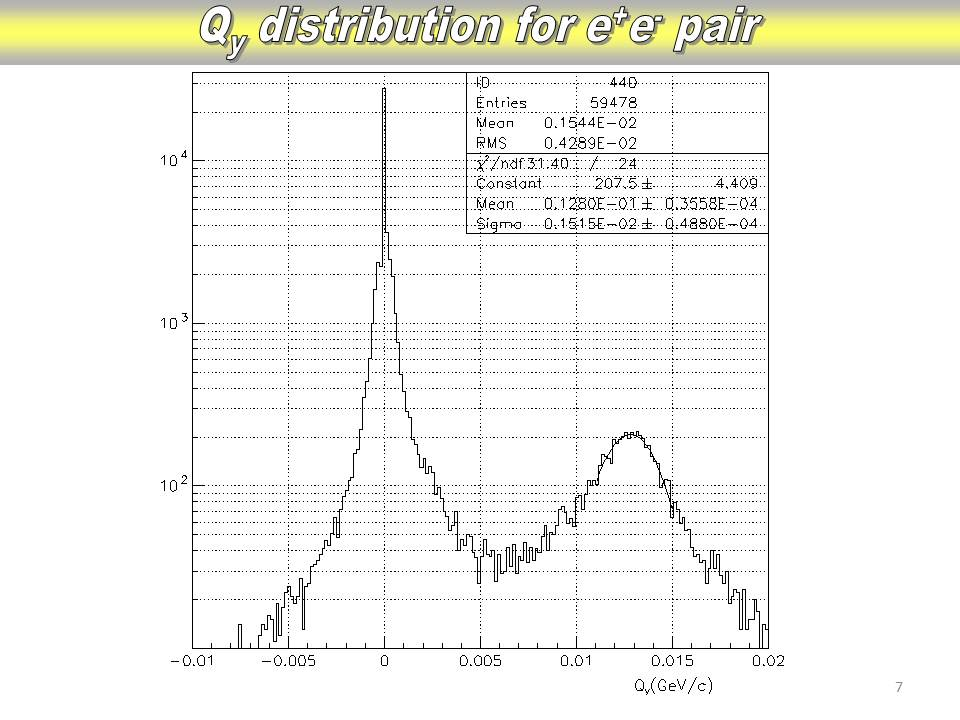 Qy distribution for e+e- pair
ID 440
Entries 59478
Mean 0.1544E-02
RMS 0.4289E-02
χ²/ndf 31.40 / 24
Constant 207.5 ± 4.409
Mean 0.1280E-01 ± 0.3558E-04
Sigma 0.1515E-02 ± 0.4880E-04
10⁴
10³
10²
-0.01 -0.005 0 0.005 0.01 0.015 0.02
Qy(GeV/c)
7